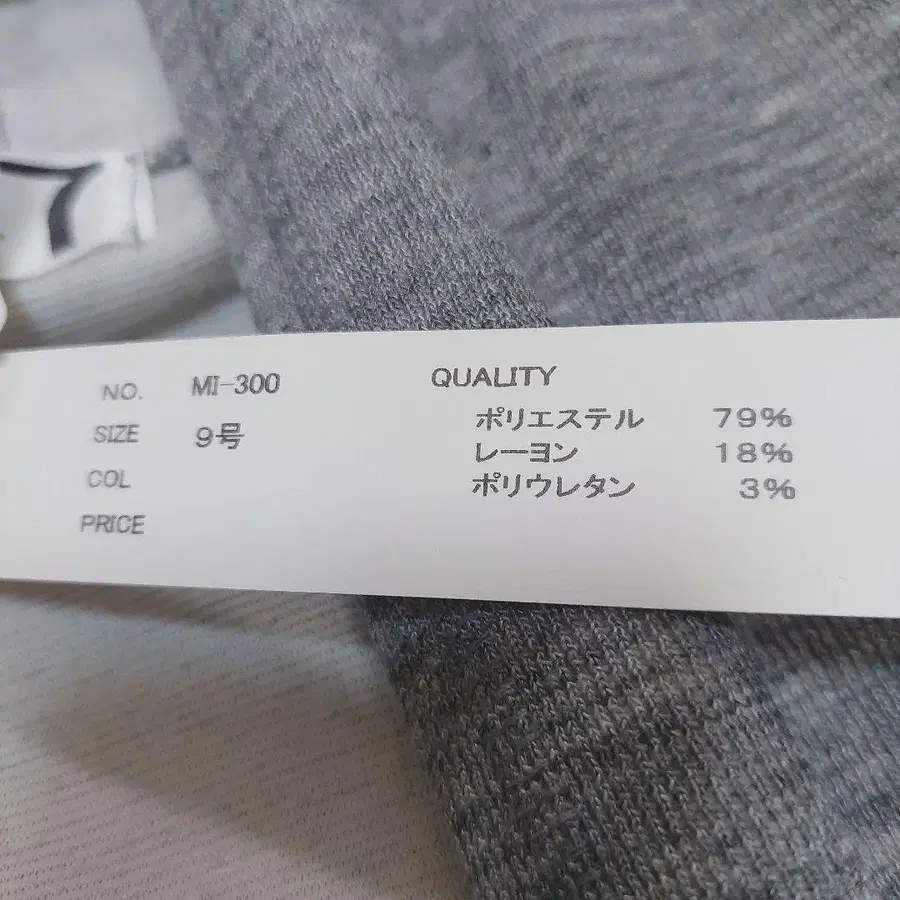 NO. MI-300
SIZE 9号
COL
PRICE
QUALITY
ポリエステル 79%
レーヨン 18%
ポリウレタン 3%